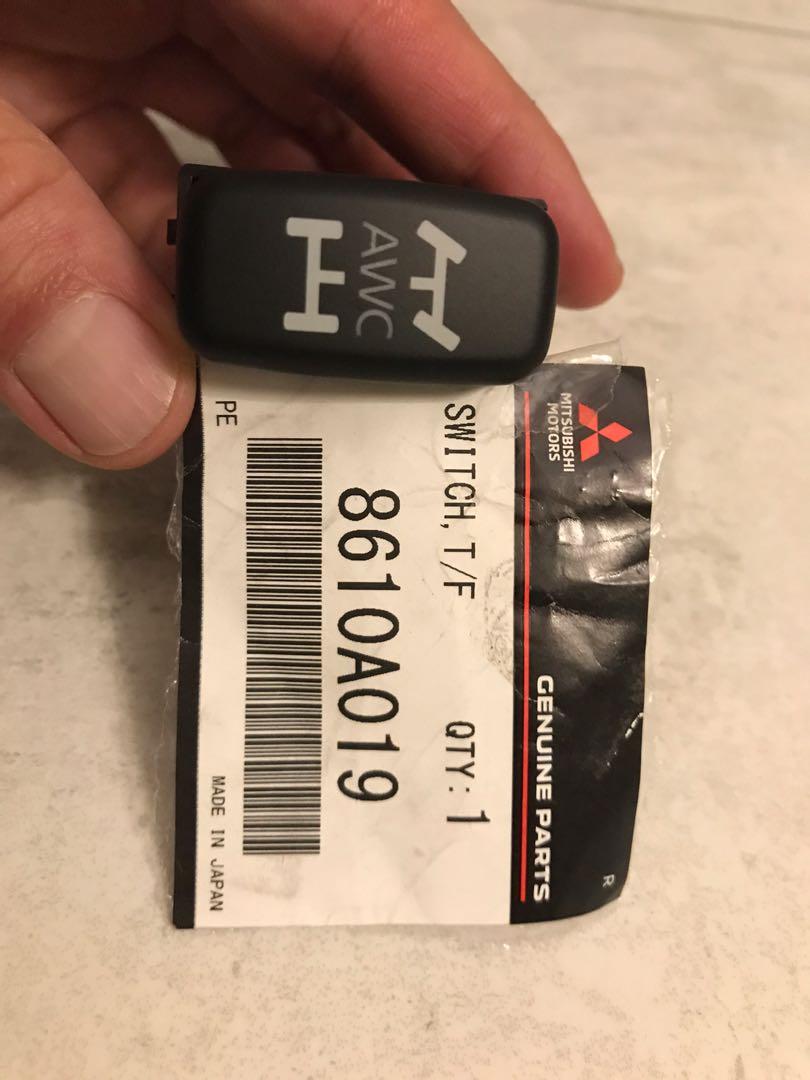 AWC
MITSUBISHI
MOTORS
GENUINE PARTS
R
SWITCH, T/F QTY: 1
8610A019
PE MADE IN JAPAN